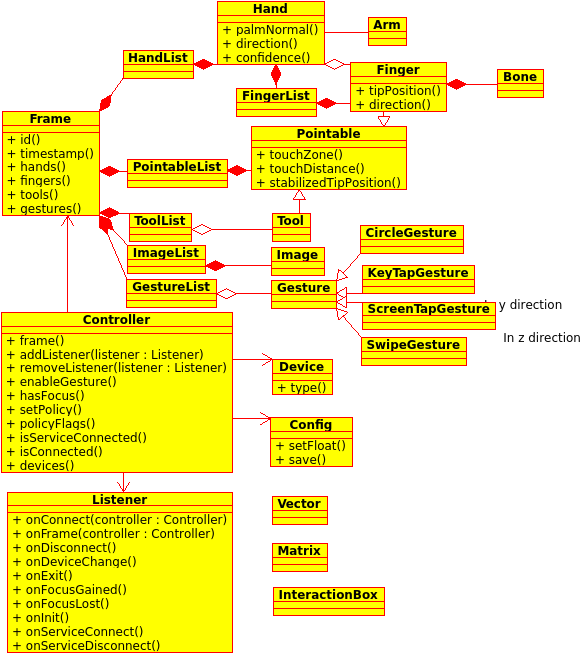 Hand
+ palmNormal()
+ direction()
+ confidence()
Arm
HandList
Finger
+ tipPosition()
+ direction()
Bone
FingerList
Frame
+ id()
+ timestamp()
+ hands()
+ fingers()
+ tools()
+ gestures()
Pointable
+ touchZone()
+ touchDistance()
+ stabilizedTipPosition()
PointableList
ToolList
Tool
CircleGesture
ImageList
Image
KeyTapGesture
GestureList
Gesture
y direction
ScreenTapGesture
In z direction
SwipeGesture
Controller
+ frame()
+ addListener(listener : Listener)
+ removeListener(listener : Listener)
+ enableGesture()
+ hasFocus()
+ setPolicy()
+ policyFlags()
+ isServiceConnected()
+ isConnected()
+ devices()
Device
+ type()
Config
+ setFloat()
+ save()
Listener
+ onConnect(controller : Controller)
+ onFrame(controller : Controller)
+ onDisconnect()
+ onDeviceChange()
+ onExit()
+ onFocusGained()
+ onFocusLost()
+ onInit()
+ onServiceConnect()
+ onServiceDisconnect()
Vector
Matrix
InteractionBox